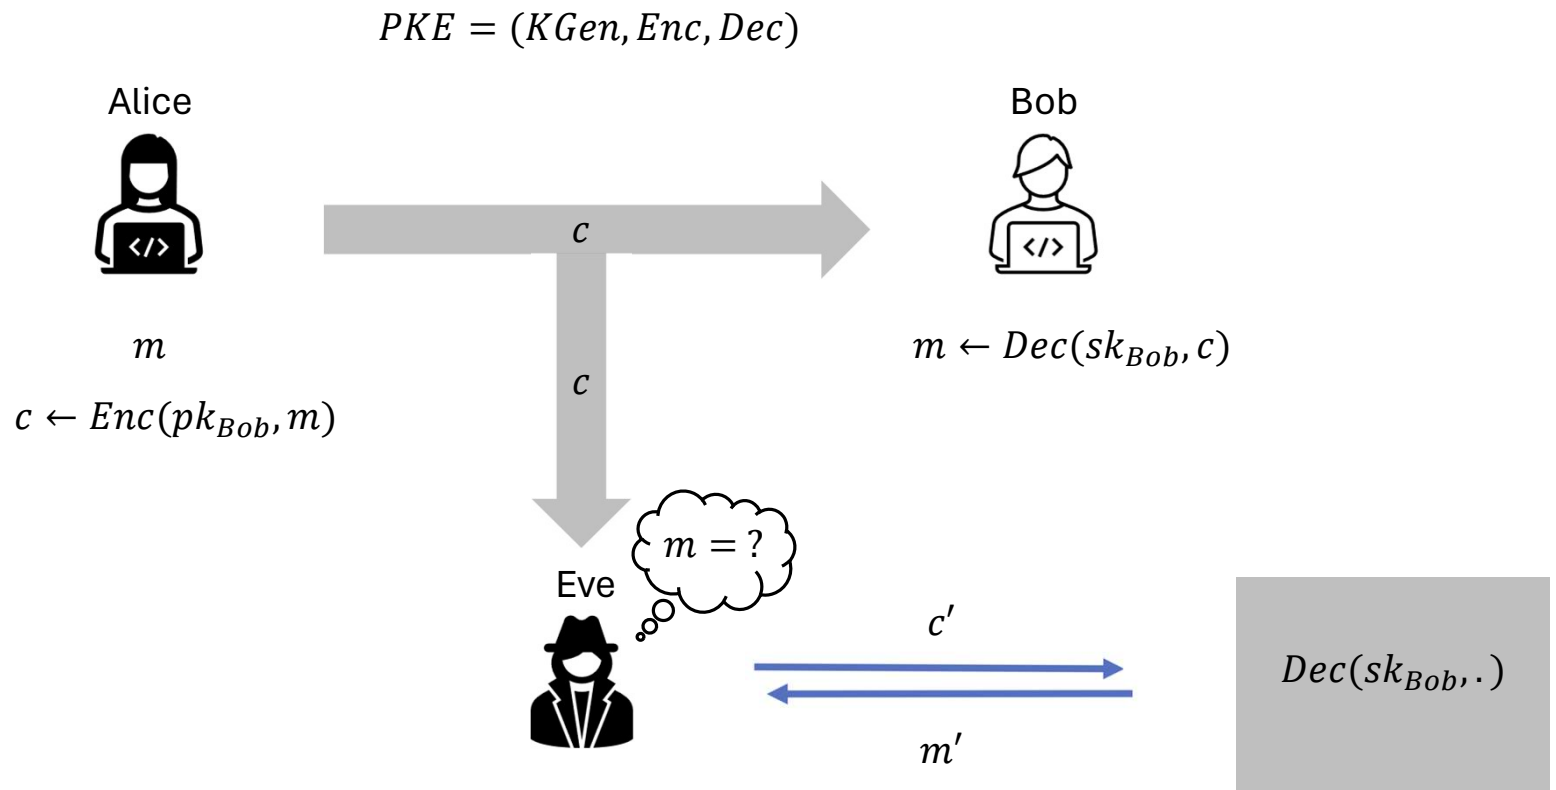 PKE = (KGen, Enc, Dec)
Alice
Bob
</>
</>
c
m
m ← Dec(sk_Bob, c)
c
c ← Enc(pk_Bob, m)
m = ?
Eve
c′
Dec(sk_Bob, .)
m′